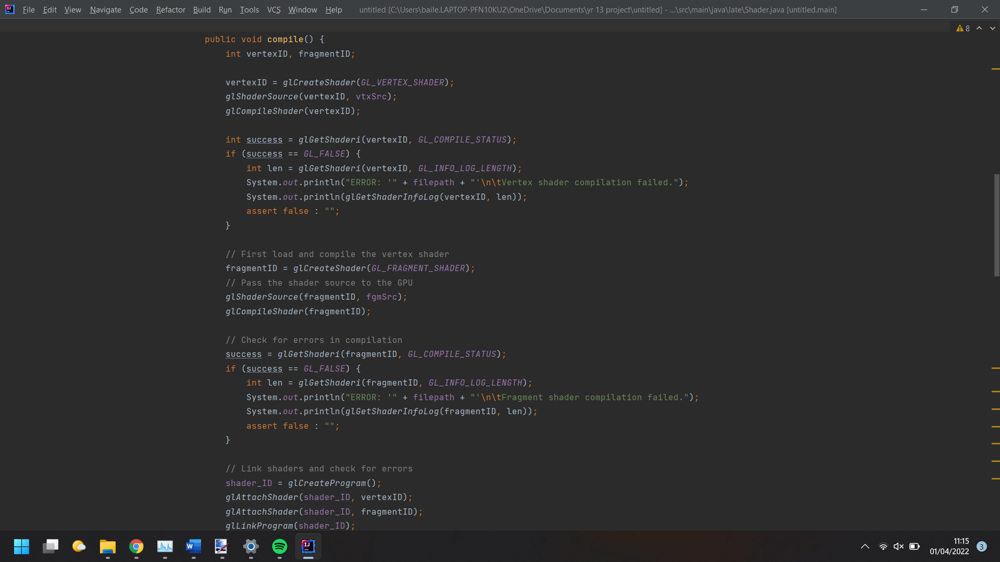 File Edit View Navigate Code Refactor Build Run Tools VCS Window Help untitled [C:\Users\baile.LAPTOP-PFN10KU2\OneDrive\Documents\yr 13 project\untitled] - ...\src\main\java\late\Shader.java [untitled.main]
8
public void compile() {
int vertexID, fragmentID;
vertexID = glCreateShader(GL_VERTEX_SHADER);
glShaderSource(vertexID, vtxSrc);
glCompileShader(vertexID);
int success = glGetShaderi(vertexID, GL_COMPILE_STATUS);
if (success == GL_FALSE) {
int len = glGetShaderi(vertexID, GL_INFO_LOG_LENGTH);
System.out.println("ERROR: '" + filepath + "'\n\tVertex shader compilation failed.");
System.out.println(glGetShaderInfoLog(vertexID, len));
assert false : "";
}
// First load and compile the vertex shader
fragmentID = glCreateShader(GL_FRAGMENT_SHADER);
// Pass the shader source to the GPU
glShaderSource(fragmentID, fgmSrc);
glCompileShader(fragmentID);
// Check for errors in compilation
success = glGetShaderi(fragmentID, GL_COMPILE_STATUS);
if (success == GL_FALSE) {
int len = glGetShaderi(fragmentID, GL_INFO_LOG_LENGTH);
System.out.println("ERROR: '" + filepath + "'\n\tFragment shader compilation failed.");
System.out.println(glGetShaderInfoLog(fragmentID, len));
assert false : "";
}
// Link shaders and check for errors
shader_ID = glCreateProgram();
glAttachShader(shader_ID, vertexID);
glAttachShader(shader_ID, fragmentID);
glLinkProgram(shader_ID);
11:15
01/04/2022
3